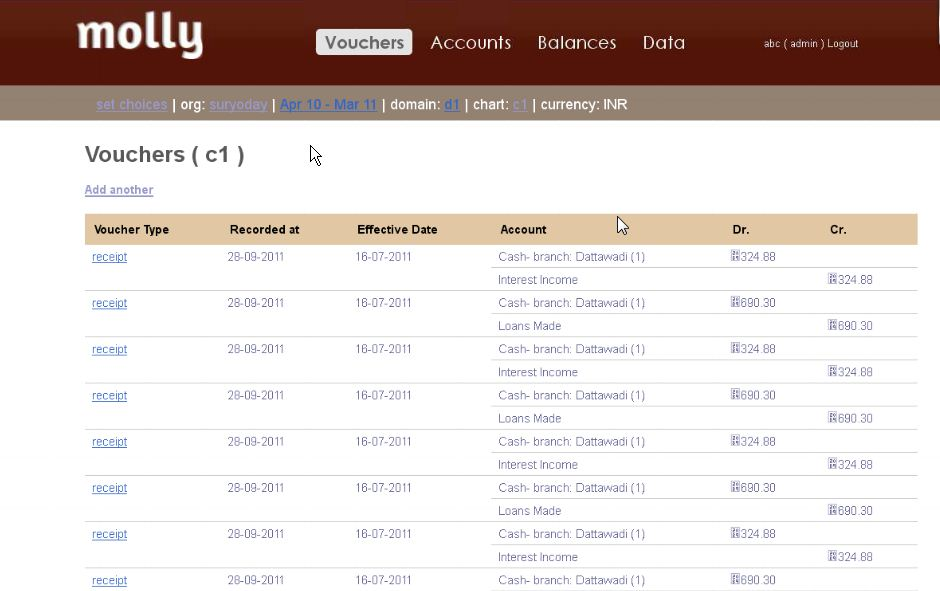 molly
Vouchers Accounts Balances Data abc ( admin ) Logout
set choices | org: suryoday | Apr 10 - Mar 11 | domain: d1 | chart: c1 | currency: INR
Vouchers ( c1 )
Add another
Voucher Type Recorded at Effective Date Account Dr. Cr.
receipt 28-09-2011 16-07-2011 Cash- branch: Dattawadi (1) 324.88
Interest Income 324.88
receipt 28-09-2011 16-07-2011 Cash- branch: Dattawadi (1) 690.30
Loans Made 690.30
receipt 28-09-2011 16-07-2011 Cash- branch: Dattawadi (1) 324.88
Interest Income 324.88
receipt 28-09-2011 16-07-2011 Cash- branch: Dattawadi (1) 690.30
Loans Made 690.30
receipt 28-09-2011 16-07-2011 Cash- branch: Dattawadi (1) 324.88
Interest Income 324.88
receipt 28-09-2011 16-07-2011 Cash- branch: Dattawadi (1) 690.30
Loans Made 690.30
receipt 28-09-2011 16-07-2011 Cash- branch: Dattawadi (1) 324.88
Interest Income 324.88
receipt 28-09-2011 16-07-2011 Cash- branch: Dattawadi (1) 690.30